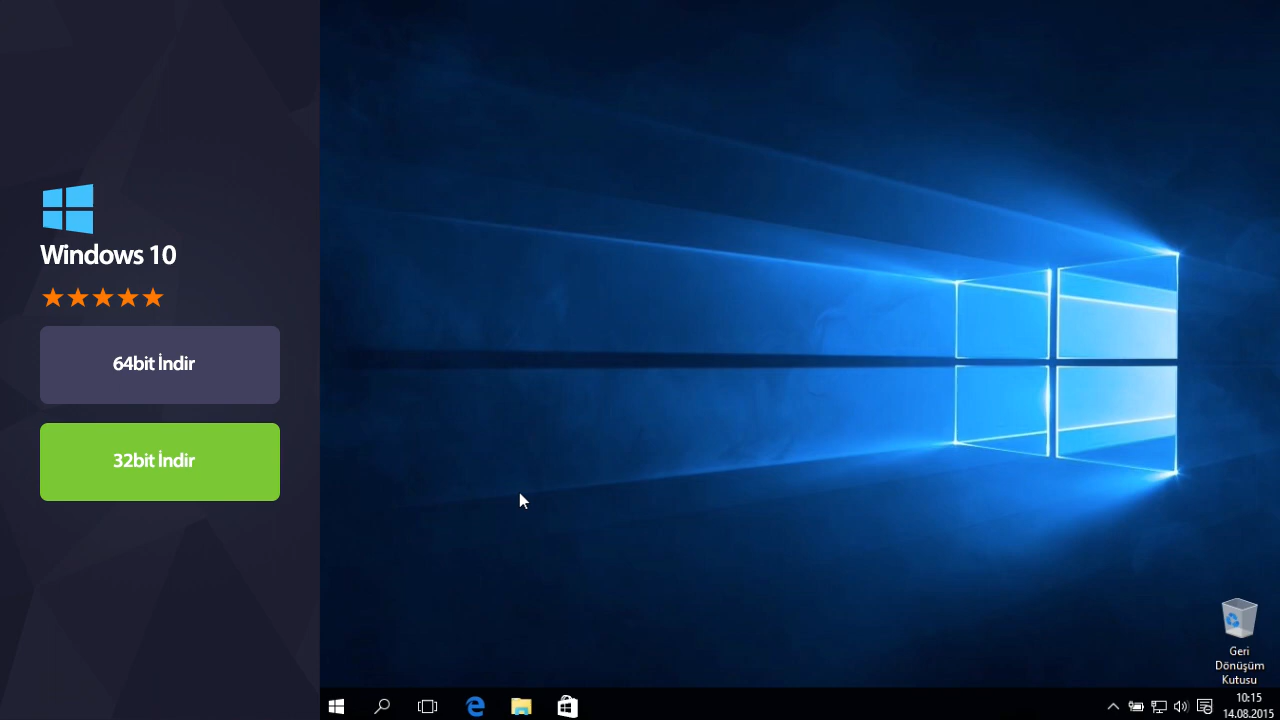 Windows 10
64bit İndir
32bit İndir
Geri
Dönüşüm
Kutusu
10:15
14.08.2015